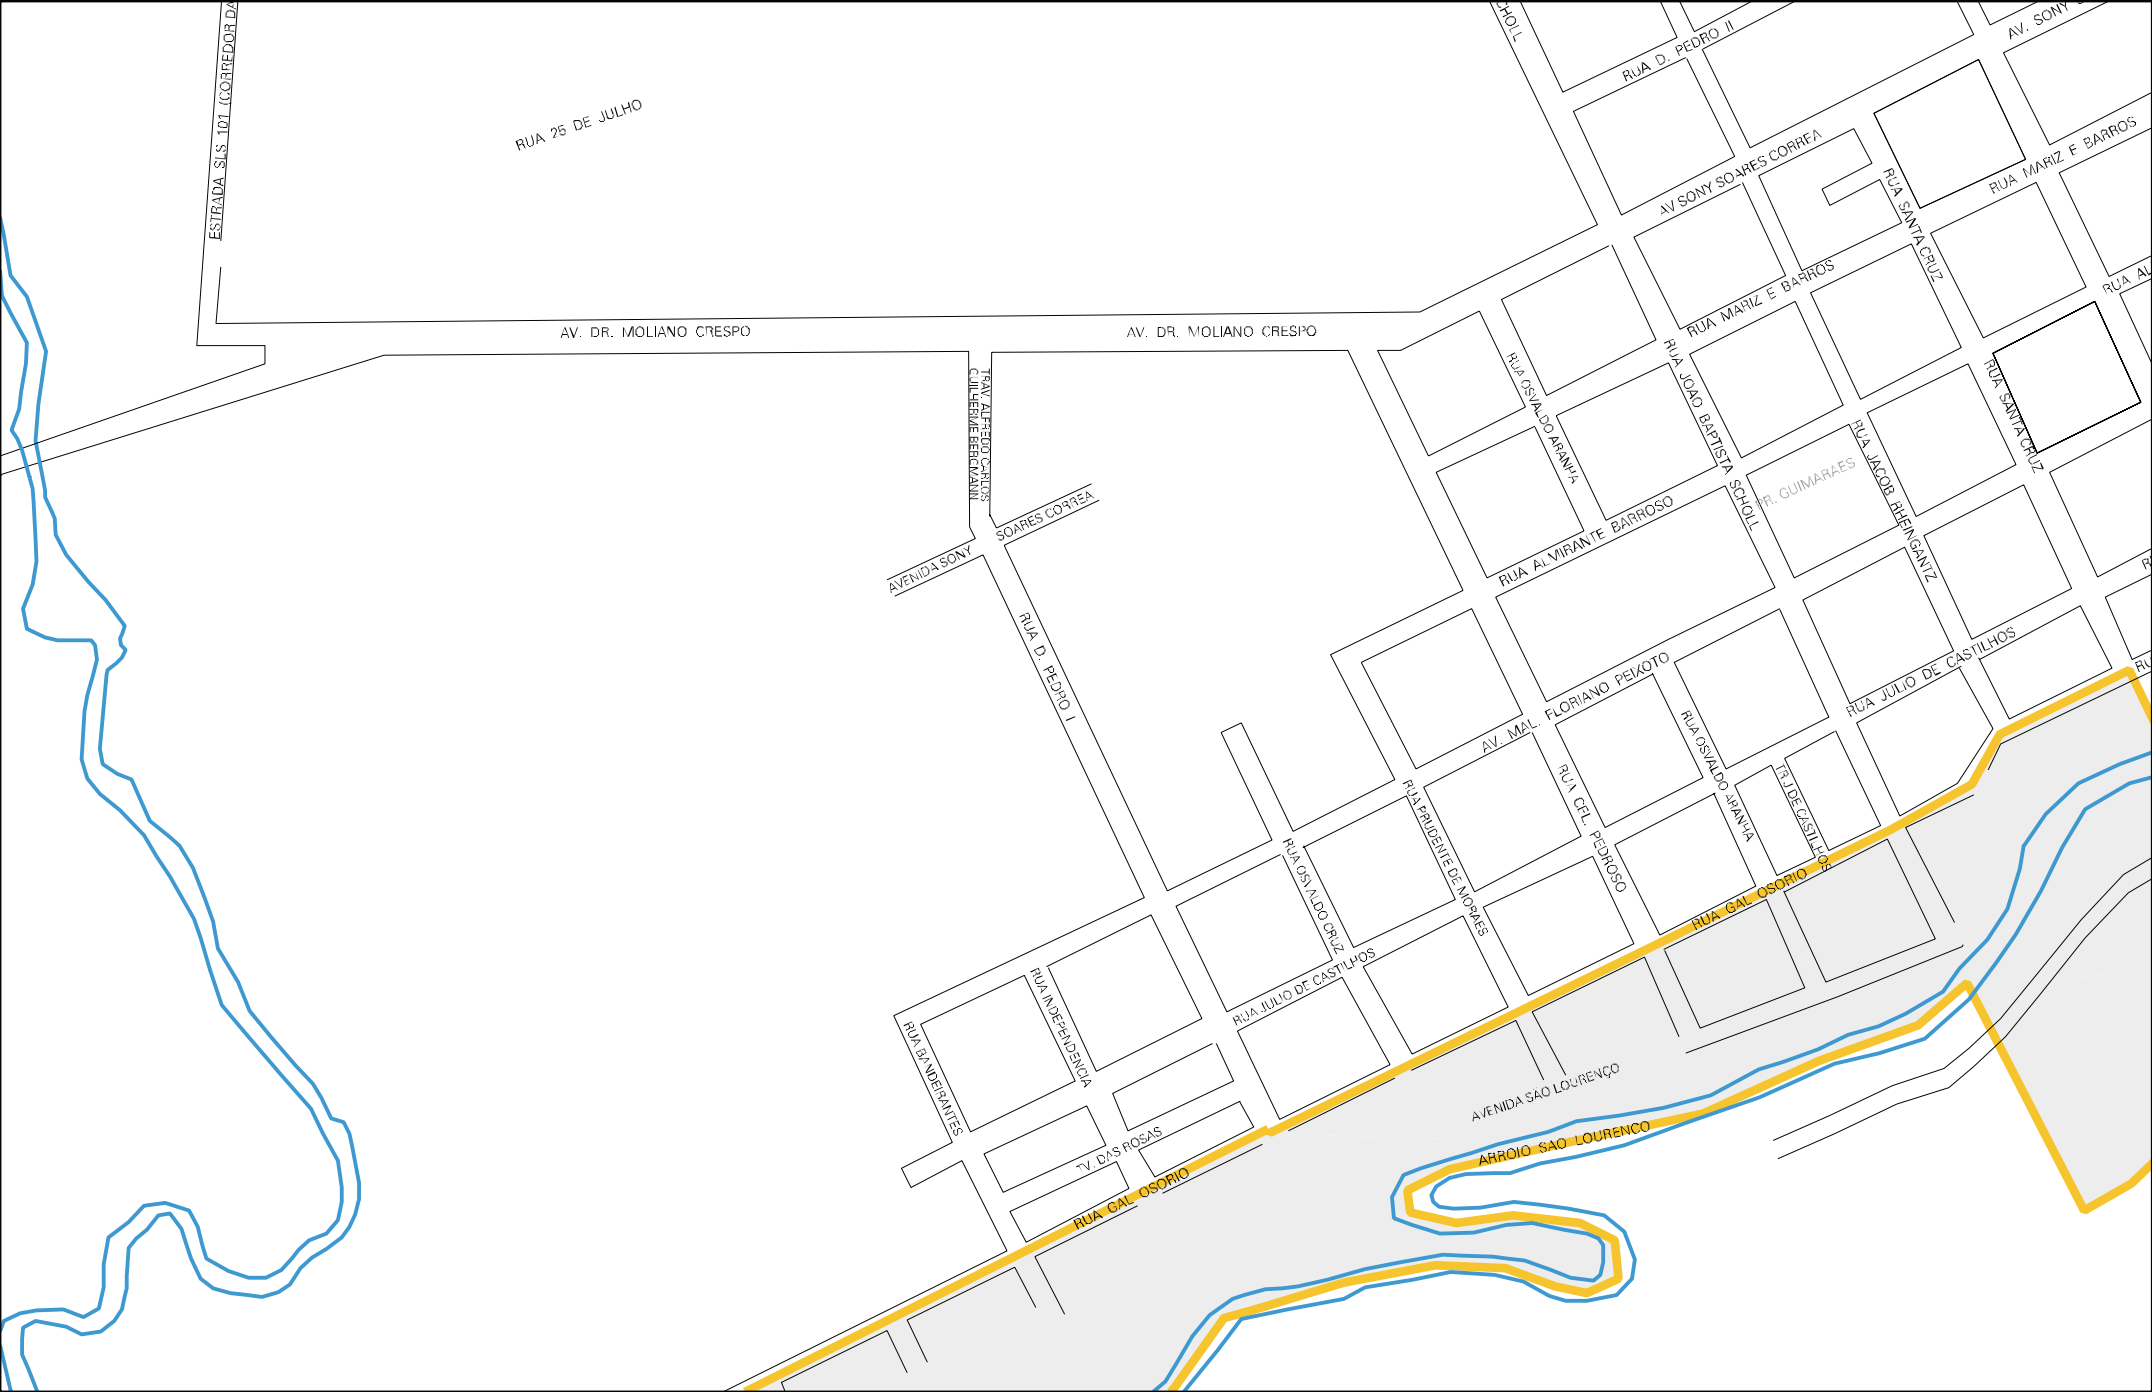 CHOLL
AV. SONY
RUA D. PEDRO II
ESTRADA SLS 101 (CORREDOR DA
RUA 25 DE JULHO
AV SONY SOARES CORREA
RUA MARIZ E BARROS
RUA SANTA CRUZ
RUA MARIZ E BARROS
RUA AL
AV. DR. MOLIANO CRESPO
AV. DR. MOLIANO CRESPO
RUA OSVALDO ARANHA
RUA JOAO BAPTISTA SCHOLL
RUA SANTA CRUZ
TRAV. ALFREDO CARLOS
GUILHERME BERGMANN
PR. GUIMARAES
RUA JACOB RHEINGANTZ
AVENIDA SONY SOARES CORREA
RUA ALMIRANTE BARROSO
R
RUA D. PEDRO I
RUA JULIO DE CASTILHOS
RU
AV. MAL. FLORIANO PEIXOTO
RUA OSVALDO ARANHA
TR J DE CASTILHOS
RUA CEL. PEDROSO
RUA PRUDENTE DE MORAES
RUA OSVALDO CRUZ
RUA GAL OSORIO
RUA JULIO DE CASTILHOS
RUA INDEPENDENCIA
RUA BANDEIRANTES
AVENIDA SAO LOURENÇO
TV. DAS ROSAS
ARROIO SAO LOURENCO
RUA GAL OSORIO